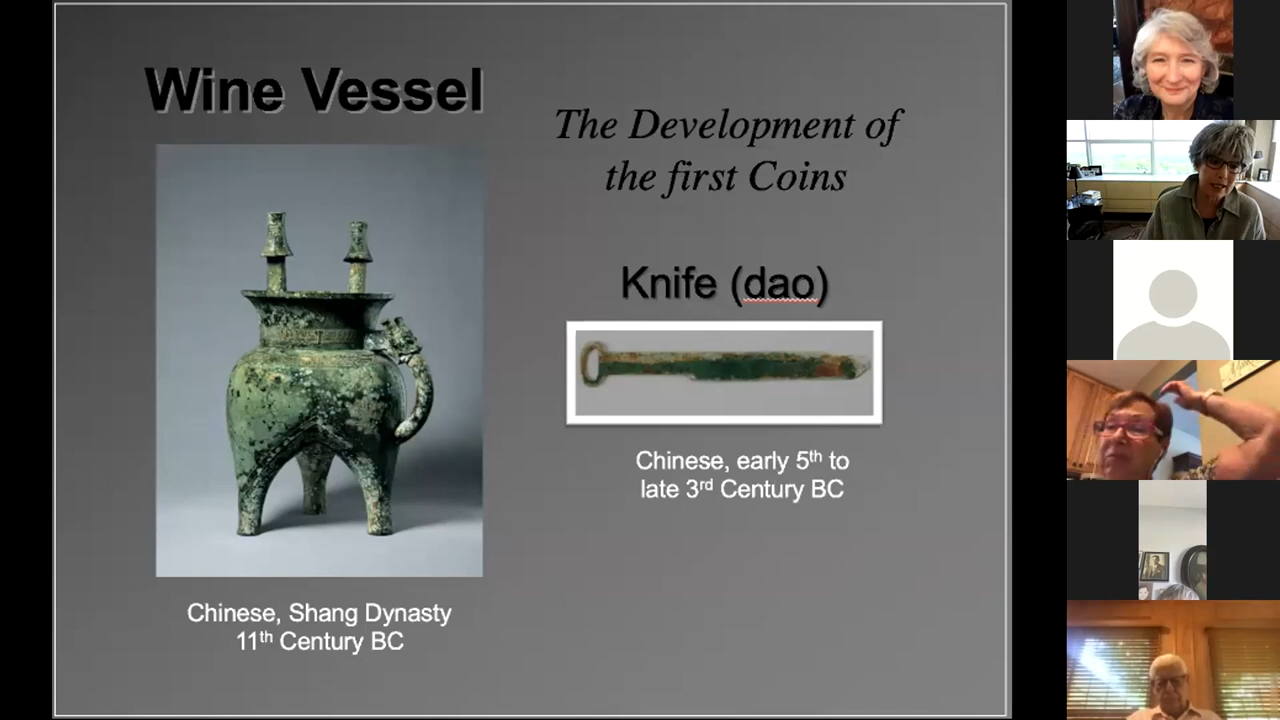 Wine Vessel
Chinese, Shang Dynasty
11th Century BC
The Development of
the first Coins
Knife (dao)
Chinese, early 5th to
late 3rd Century BC